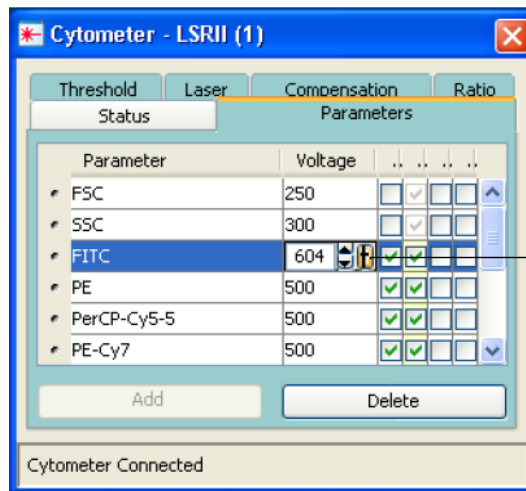 Cytometer - LSRII (1)
Threshold Laser Compensation Ratio
Status Parameters
Parameter Voltage .. .. .. ..
FSC 250
SSC 300
FITC 604
PE 500
PerCP-Cy5-5 500
PE-Cy7 500
Add Delete
Cytometer Connected